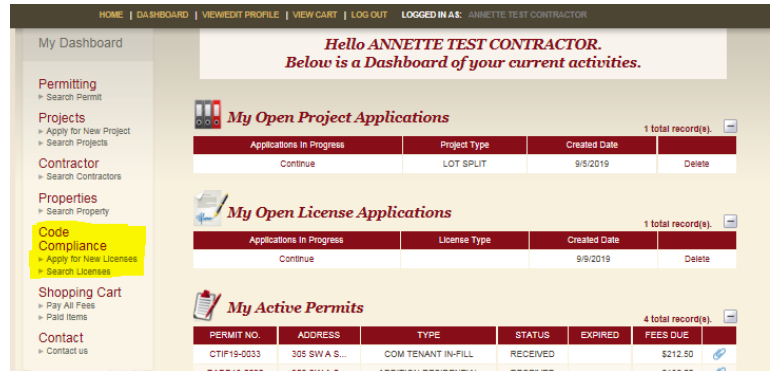 HOME | DASHBOARD | VIEW/EDIT PROFILE | VIEW CART | LOG OUT LOGGED IN AS: ANNETTE TEST CONTRACTOR
My Dashboard
Permitting
Search Permit
Projects
Apply for New Project
Search Projects
Contractor
Search Contractors
Properties
Search Property
Code
Compliance
Apply for New Licenses
Search Licenses
Shopping Cart
Pay All Fees
Paid Items
Contact
Contact us
Hello ANNETTE TEST CONTRACTOR.
Below is a Dashboard of your current activities.
My Open Project Applications
1 total record(s).
Applications In Progress Project Type Created Date
Continue LOT SPLIT 9/5/2019 Delete
My Open License Applications
1 total record(s).
Applications In Progress License Type Created Date
Continue 9/9/2019 Delete
My Active Permits
4 total record(s).
PERMIT NO. ADDRESS TYPE STATUS EXPIRED FEES DUE
CTIF19-0033 305 SW A S... COM TENANT IN-FILL RECEIVED $212.50